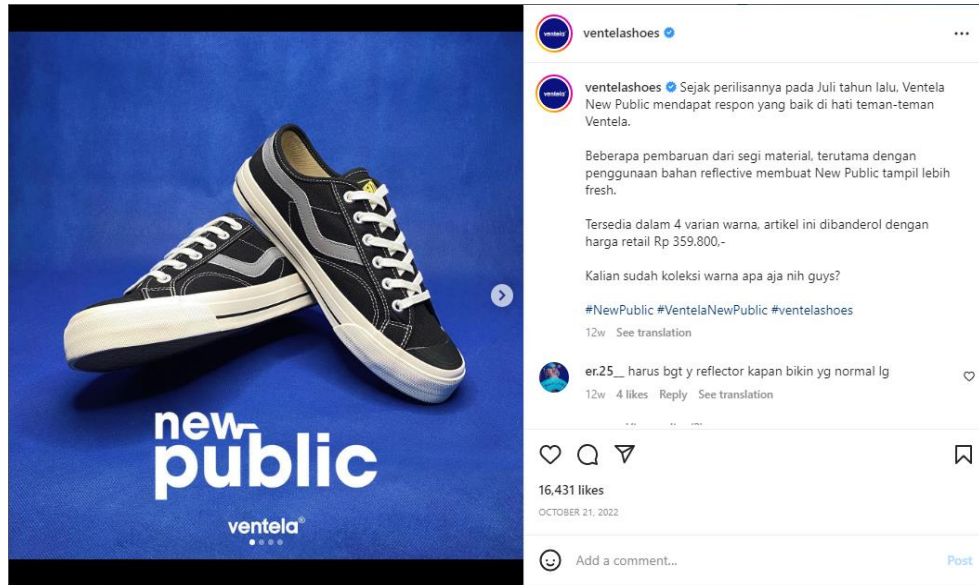 new
public
ventela®
ventela
ventelashoes
ventela
ventelashoes Sejak perilisannya pada Juli tahun lalu, Ventela
New Public mendapat respon yang baik di hati teman-teman
Ventela.
Beberapa pembaruan dari segi material, terutama dengan
penggunaan bahan reflective membuat New Public tampil lebih
fresh.
Tersedia dalam 4 varian warna, artikel ini dibanderol dengan
harga retail Rp 359.800,-
Kalian sudah koleksi warna apa aja nih guys?
#NewPublic #VentelaNewPublic #ventelashoes
12w See translation
er.25__ harus bgt y reflector kapan bikin yg normal lg
12w 4 likes Reply See translation
16,431 likes
OCTOBER 21, 2022
Add a comment...
Post